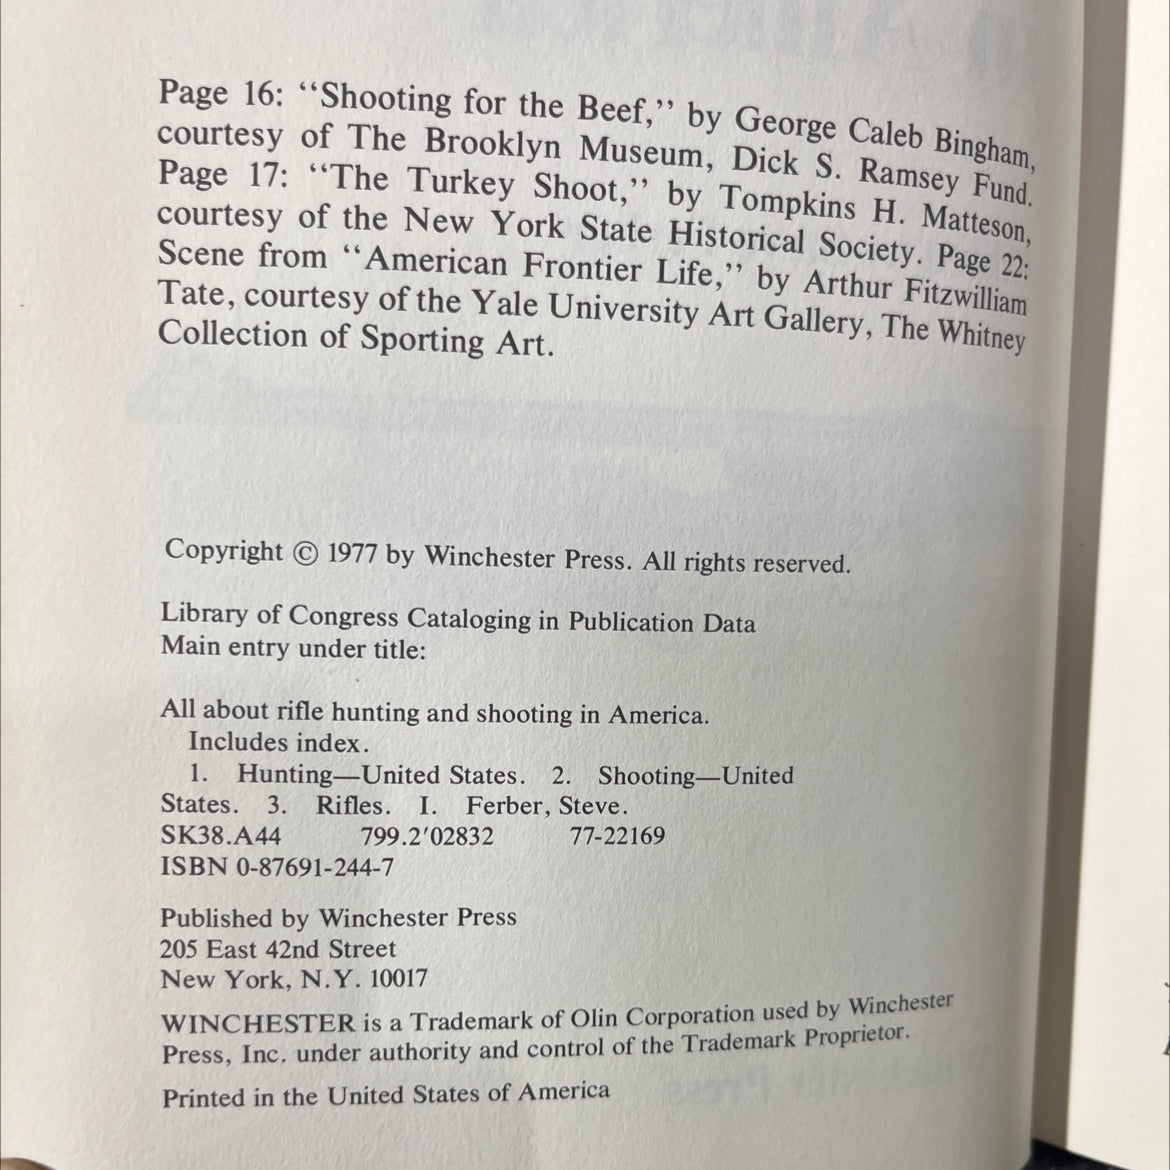 Page 16: “Shooting for the Beef,” by George Caleb Bingham,
courtesy of The Brooklyn Museum, Dick S. Ramsey Fund.
Page 17: “The Turkey Shoot,” by Tompkins H. Matteson,
courtesy of the New York State Historical Society. Page 22:
Scene from “American Frontier Life,” by Arthur Fitzwilliam
Tate, courtesy of the Yale University Art Gallery, The Whitney
Collection of Sporting Art.
Copyright © 1977 by Winchester Press. All rights reserved.
Library of Congress Cataloging in Publication Data
Main entry under title:
All about rifle hunting and shooting in America.
Includes index.
1. Hunting—United States. 2. Shooting—United
States. 3. Rifles. I. Ferber, Steve.
SK38.A44 799.2′02832 77-22169
ISBN 0-87691-244-7
Published by Winchester Press
205 East 42nd Street
New York, N.Y. 10017
WINCHESTER is a Trademark of Olin Corporation used by Winchester
Press, Inc. under authority and control of the Trademark Proprietor.
Printed in the United States of America